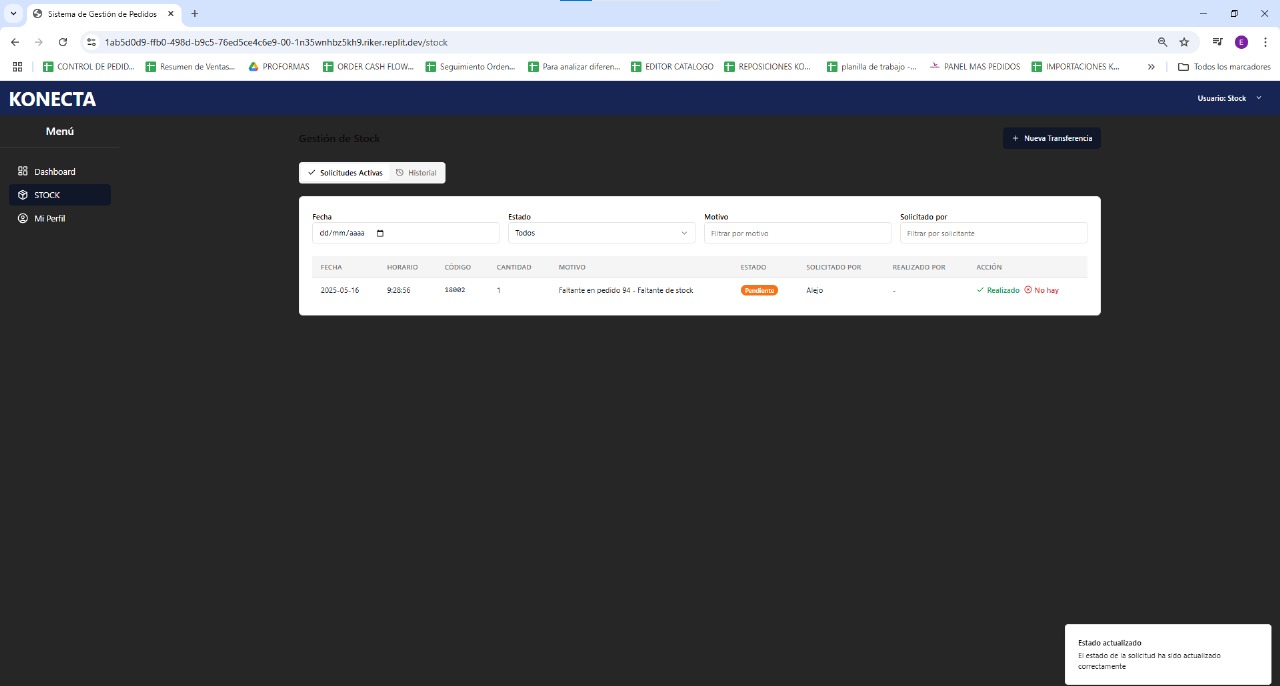 Sistema de Gestión de Pedidos
1ab5d0d9-ffb0-498d-b9c5-76ed5ce4c6e9-00-1n35wnhbz5kh9.riker.replit.dev/stock
E
CONTROL DE PEDID... Resumen de Ventas... PROFORMAS ORDER CASH FLOW... Seguimiento Orden... Para analizar diferen... EDITOR CATALOGO REPOSICIONES KO... planilla de trabajo -... PANEL MAS PEDIDOS IMPORTACIONES K... Todos los marcadores
KONECTA
Usuario: Stock
Menú
Dashboard
STOCK
Mi Perfil
Gestión de Stock
+ Nueva Transferencia
Solicitudes Activas Historial
Fecha Estado Motivo Solicitado por
dd/mm/aaaa Todos Filtrar por motivo Filtrar por solicitante
FECHA HORARIO CÓDIGO CANTIDAD MOTIVO ESTADO SOLICITADO POR REALIZADO POR ACCIÓN
2025-05-16 9:28:56 18002 1 Faltante en pedido 94 - Faltante de stock Pendiente Alejo - Realizado No hay
Estado actualizado
El estado de la solicitud ha sido actualizado
correctamente